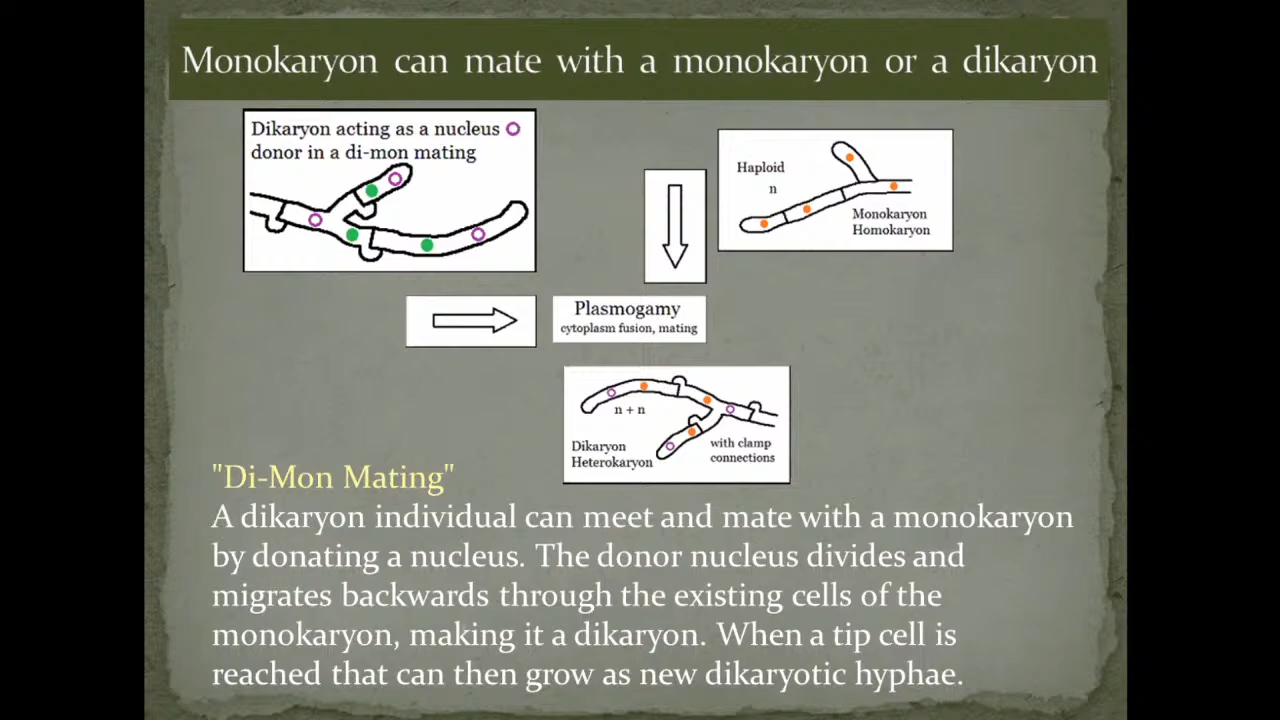 Monokaryon can mate with a monokaryon or a dikaryon
Dikaryon acting as a nucleus
donor in a di-mon mating
Haploid
n
Monokaryon
Homokaryon
Plasmogamy
cytoplasm fusion, mating
n + n
Dikaryon
Heterokaryon
with clamp
connections
"Di-Mon Mating"
A dikaryon individual can meet and mate with a monokaryon
by donating a nucleus. The donor nucleus divides and
migrates backwards through the existing cells of the
monokaryon, making it a dikaryon. When a tip cell is
reached that can then grow as new dikaryotic hyphae.